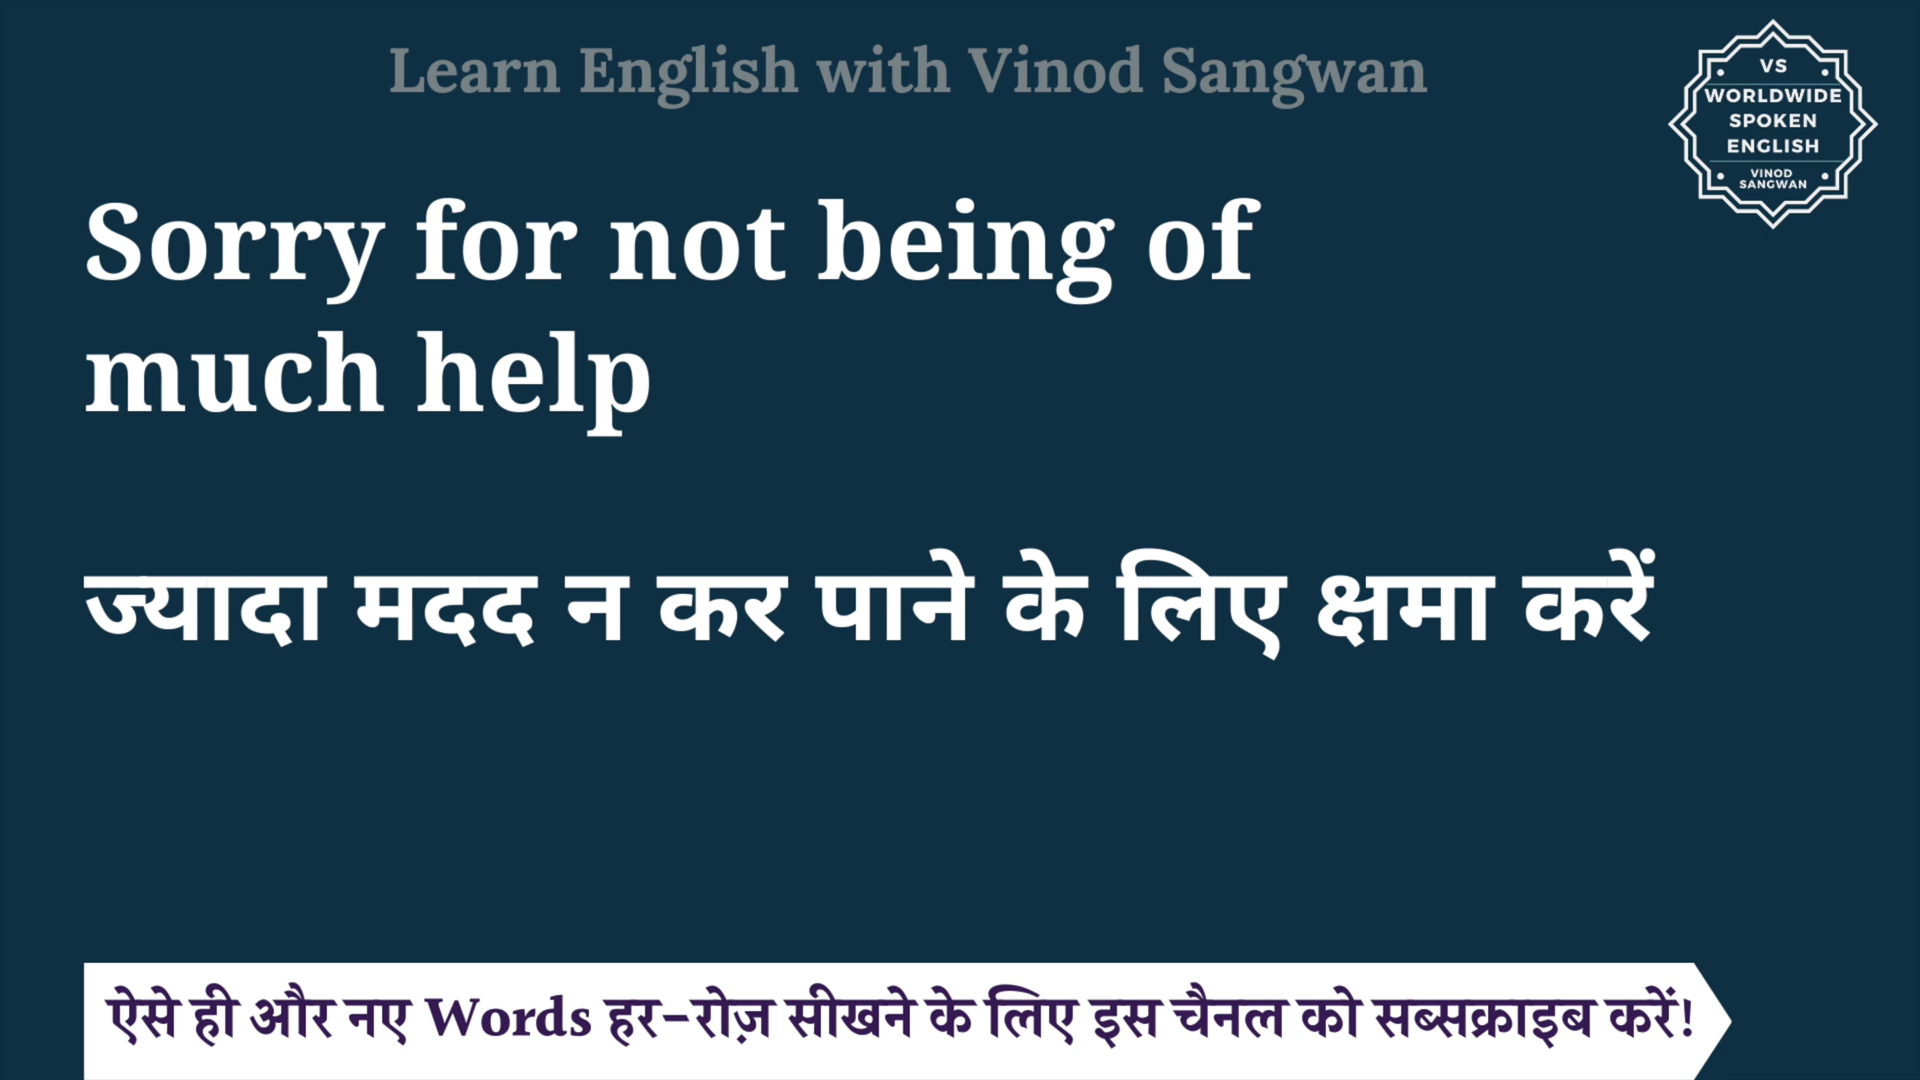 Learn English with Vinod Sangwan
VS
WORLDWIDE
SPOKEN
ENGLISH
VINOD
SANGWAN
Sorry for not being of
much help
ज्यादा मदद न कर पाने के लिए क्षमा करें
ऐसे ही और नए Words हर-रोज़ सीखने के लिए इस चैनल को सब्सक्राइब करें!